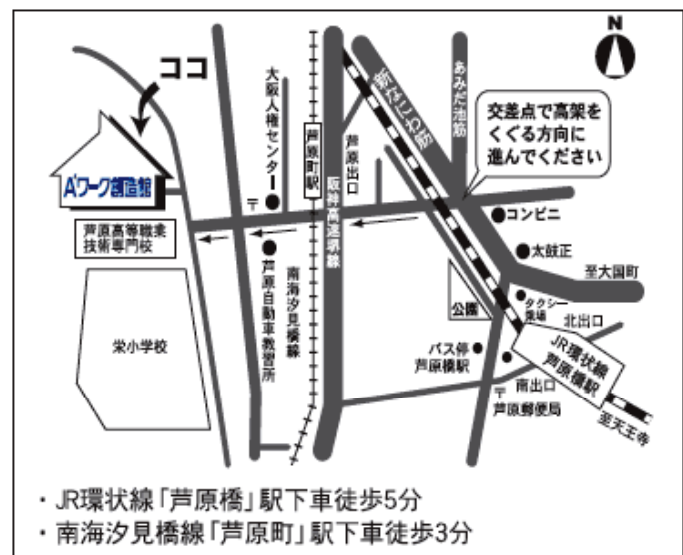 N
ココ
A'ワーク創造館
芦原高等職業
技術専門校
栄小学校
大阪人権センター
〒
芦原自動車教習所
芦原町駅
南海汐見橋線
阪神高速堺線
芦原出口
新なにわ筋
あみだ池筋
交差点で高架を
くぐる方向に
進んでください
コンビニ
太鼓正
至大国町
タクシー
乗場
北出口
公園
バス停
芦原橋駅
JR環状線
芦原橋駅
南出口
〒
芦原郵便局
至天王寺
・JR環状線「芦原橋」駅下車徒歩5分
・南海汐見橋線「芦原町」駅下車徒歩3分